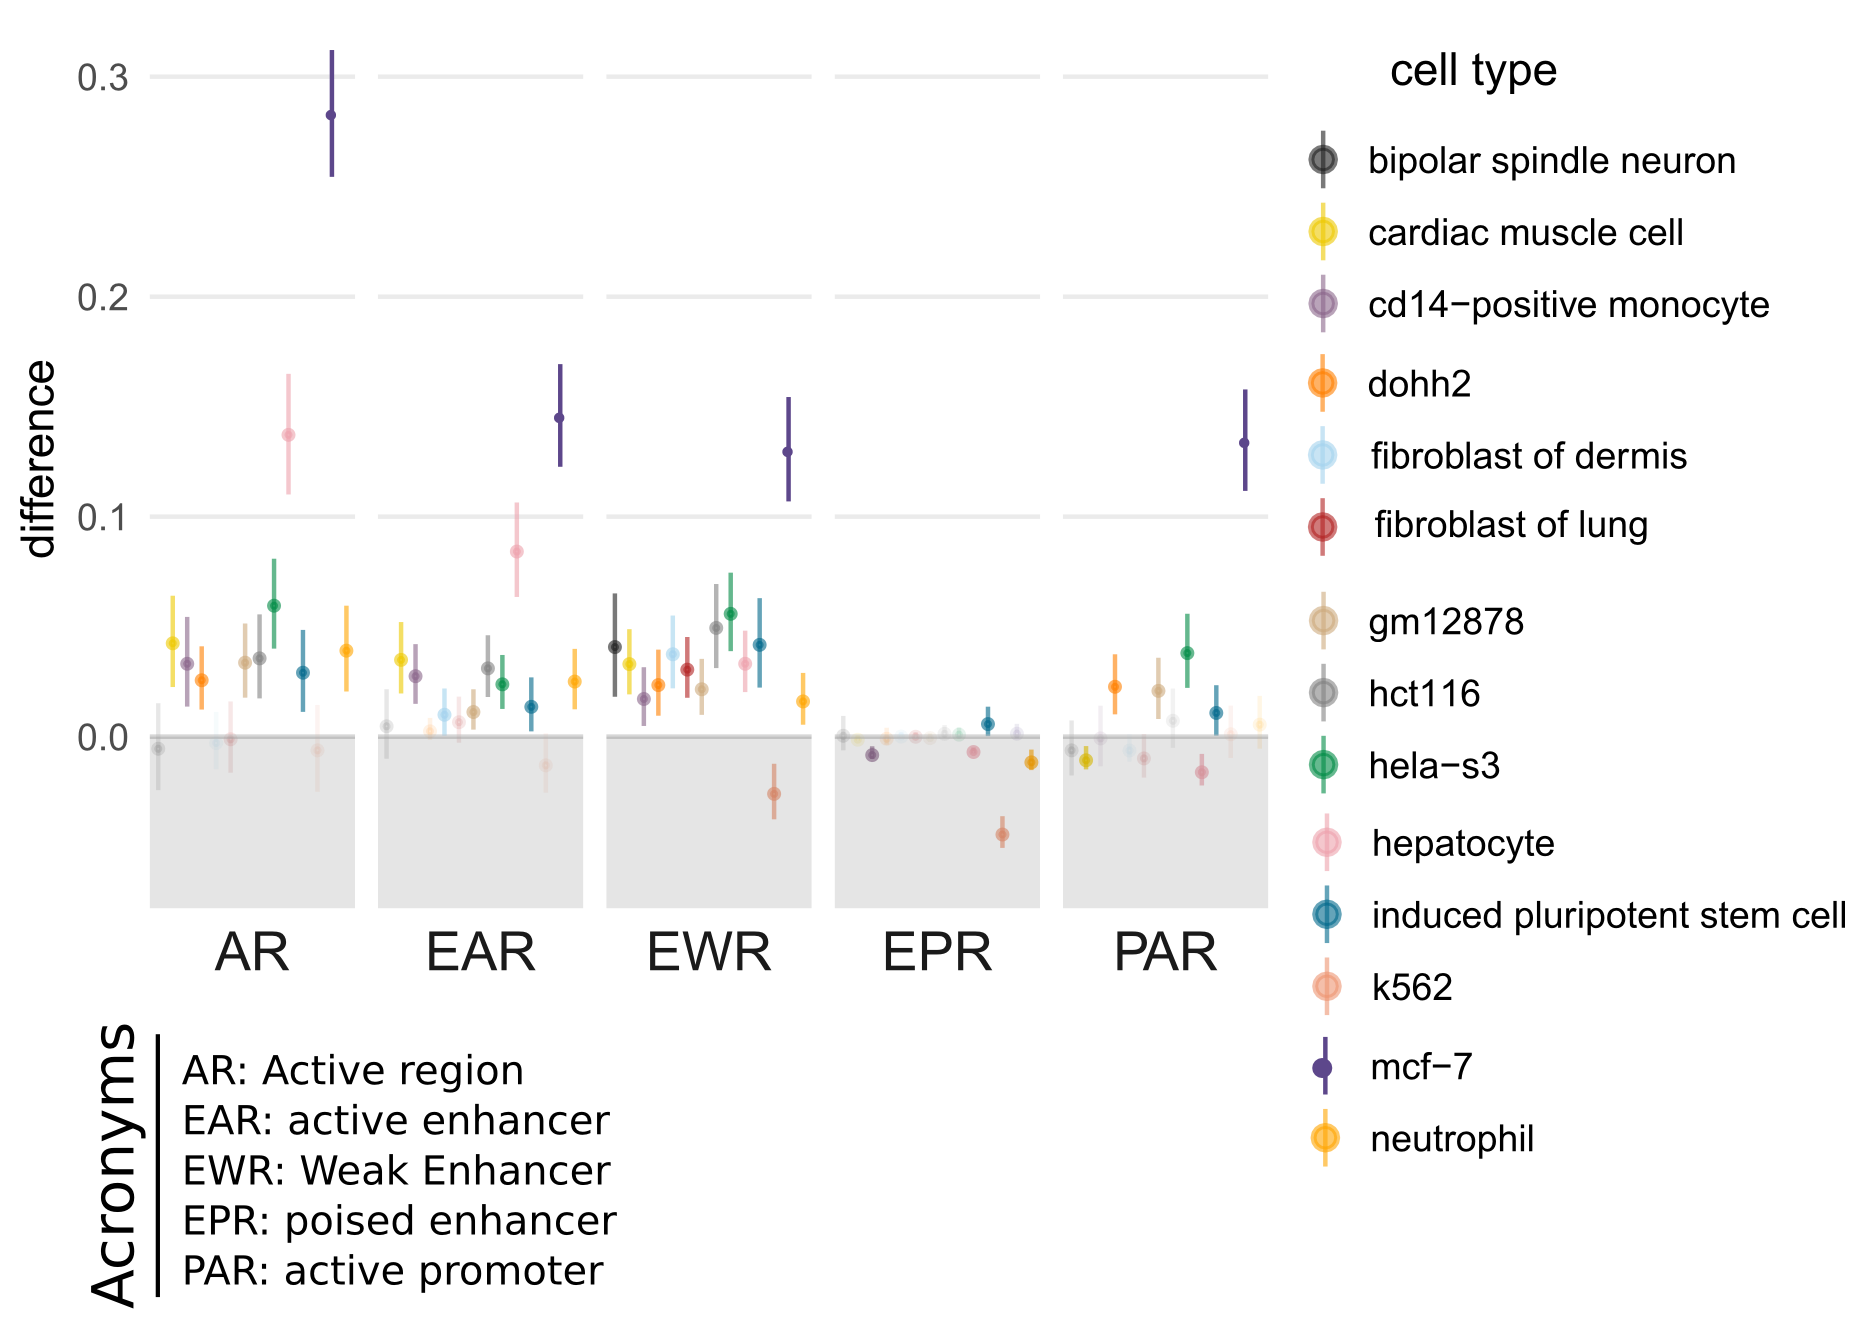 0.3
0.2
0.1
0.0
difference
AR
EAR
EWR
EPR
PAR
cell type
bipolar spindle neuron
cardiac muscle cell
cd14−positive monocyte
dohh2
fibroblast of dermis
fibroblast of lung
gm12878
hct116
hela−s3
hepatocyte
induced pluripotent stem cell
k562
mcf−7
neutrophil
Acronyms
AR: Active region
EAR: active enhancer
EWR: Weak Enhancer
EPR: poised enhancer
PAR: active promoter